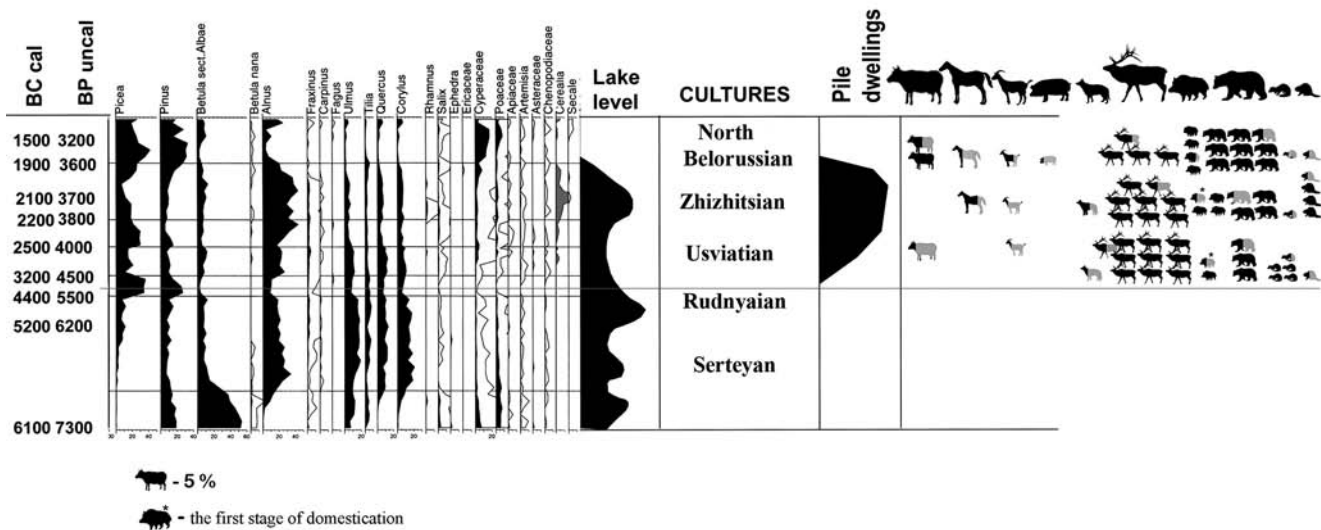 BC cal
BP uncal
Picea
Pinus
Betula sect.Albae
Betula nana
Alnus
Fraxinus
Carpinus
Fagus
Ulmus
Tilia
Quercus
Corylus
Rhamnus
Salix
Ephedra
Ericaceae
Cyperaceae
Poaceae
Apiaceae
Artemisia
Asteraceae
Chenopodiaceae
Cerealia
Secale
Lake
level
CULTURES
Pile
dwellings
1500 3200
1900 3600
2100 3700
2200 3800
2500 4000
3200 4500
4400 5500
5200 6200
6100 7300
North
Belorussian
Zhizhitsian
Usviatian
Rudnyaian
Serteyan
- 5 %
* - the first stage of domestication